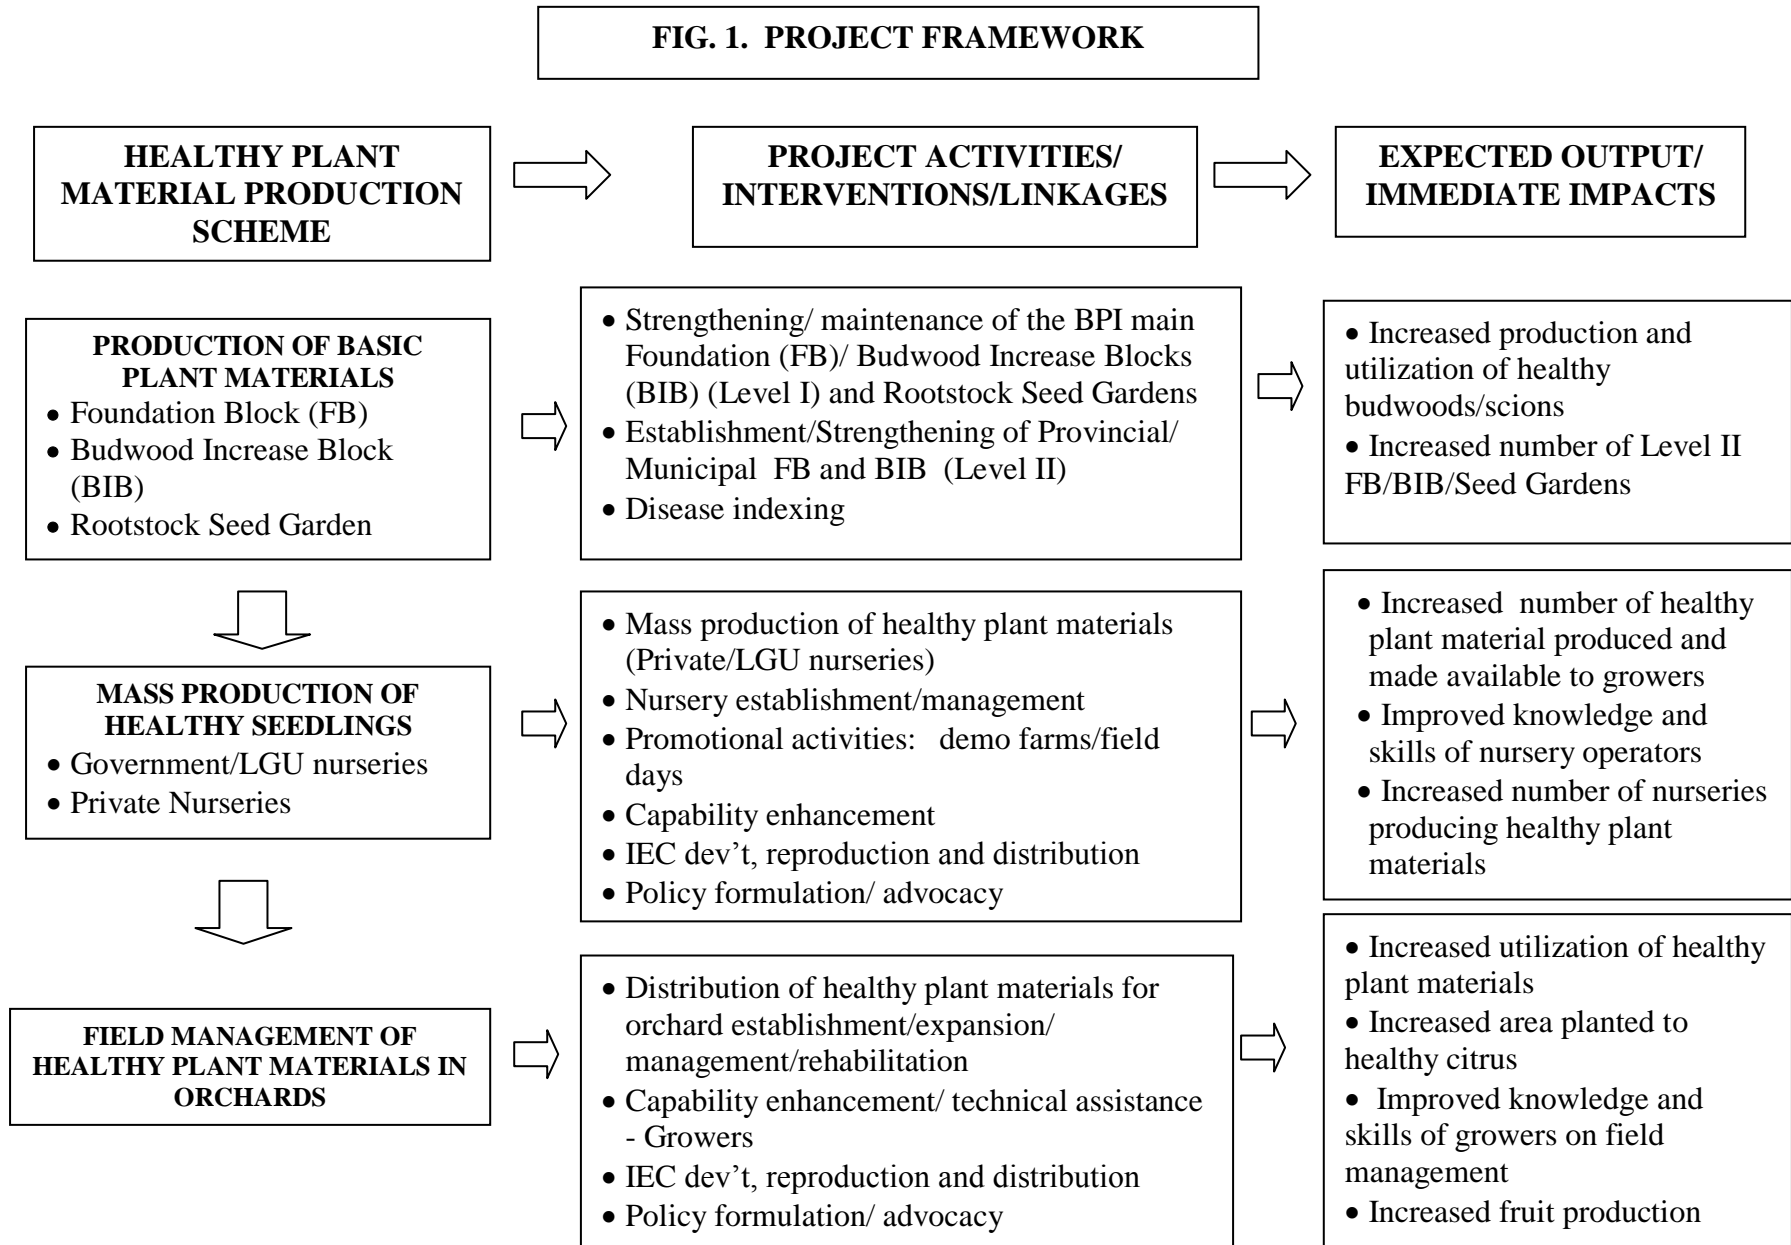 FIG. 1. PROJECT FRAMEWORK
HEALTHY PLANT
MATERIAL PRODUCTION
SCHEME
PROJECT ACTIVITIES/
INTERVENTIONS/LINKAGES
EXPECTED OUTPUT/
IMMEDIATE IMPACTS
PRODUCTION OF BASIC
PLANT MATERIALS
• Foundation Block (FB)
• Budwood Increase Block
(BIB)
• Rootstock Seed Garden
• Strengthening/ maintenance of the BPI main
Foundation (FB)/ Budwood Increase Blocks
(BIB) (Level I) and Rootstock Seed Gardens
• Establishment/Strengthening of Provincial/
Municipal FB and BIB (Level II)
• Disease indexing
• Increased production and
utilization of healthy
budwoods/scions
• Increased number of Level II
FB/BIB/Seed Gardens
MASS PRODUCTION OF
HEALTHY SEEDLINGS
• Government/LGU nurseries
• Private Nurseries
• Mass production of healthy plant materials
(Private/LGU nurseries)
• Nursery establishment/management
• Promotional activities: demo farms/field
days
• Capability enhancement
• IEC dev’t, reproduction and distribution
• Policy formulation/ advocacy
• Increased number of healthy
plant material produced and
made available to growers
• Improved knowledge and
skills of nursery operators
• Increased number of nurseries
producing healthy plant
materials
FIELD MANAGEMENT OF
HEALTHY PLANT MATERIALS IN
ORCHARDS
• Distribution of healthy plant materials for
orchard establishment/expansion/
management/rehabilitation
• Capability enhancement/ technical assistance
- Growers
• IEC dev’t, reproduction and distribution
• Policy formulation/ advocacy
• Increased utilization of healthy
plant materials
• Increased area planted to
healthy citrus
• Improved knowledge and
skills of growers on field
management
• Increased fruit production